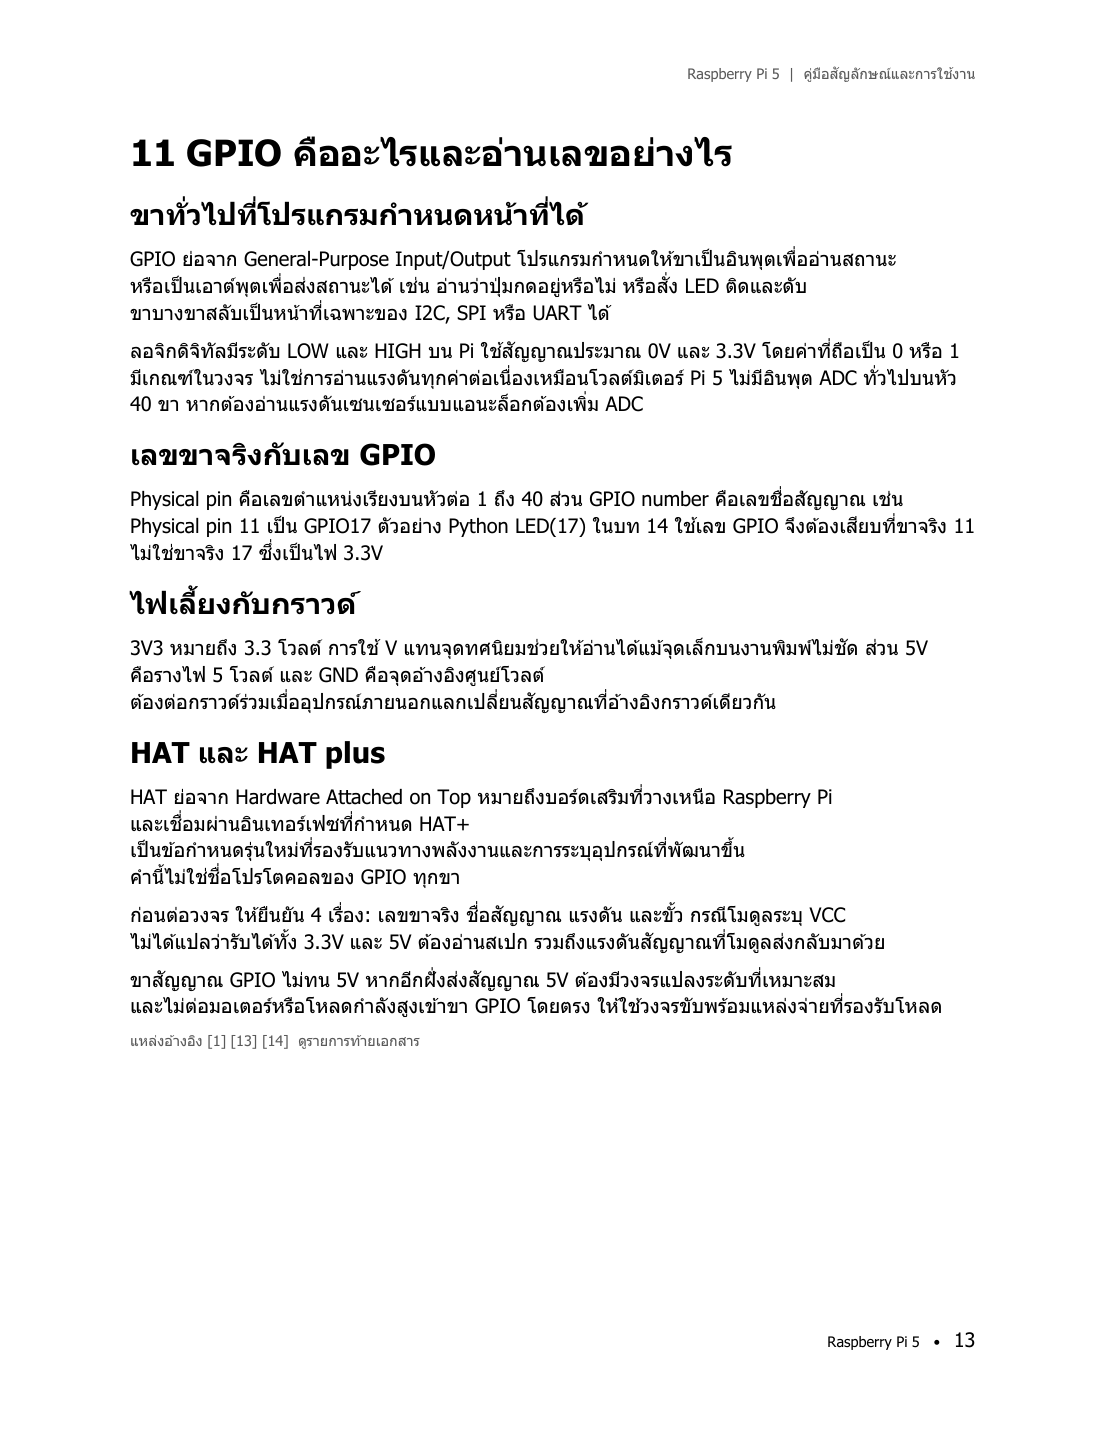 Raspberry Pi 5 | คู่มือสัญลักษณ์และการใช้งาน
11 GPIO คืออะไรและอ่านเลขอย่างไร
ขาทั่วไปที่โปรแกรมกำหนดหน้าที่ได้
GPIO ย่อจาก General-Purpose Input/Output โปรแกรมกำหนดให้ขาเป็นอินพุตเพื่ออ่านสถานะ
หรือเป็นเอาต์พุตเพื่อส่งสถานะได้ เช่น อ่านว่าปุ่มกดอยู่หรือไม่ หรือสั่ง LED ติดและดับ
ขาบางขาสลับเป็นหน้าที่เฉพาะของ I2C, SPI หรือ UART ได้
ลอจิกดิจิทัลมีระดับ LOW และ HIGH บน Pi ใช้สัญญาณประมาณ 0V และ 3.3V โดยค่าที่ถือเป็น 0 หรือ 1
มีเกณฑ์ในวงจร ไม่ใช่การอ่านแรงดันทุกค่าต่อเนื่องเหมือนโวลต์มิเตอร์ Pi 5 ไม่มีอินพุต ADC ทั่วไปบนหัว
40 ขา หากต้องอ่านแรงดันเซนเซอร์แบบแอนะล็อกต้องเพิ่ม ADC
เลขขาจริงกับเลข GPIO
Physical pin คือเลขตำแหน่งเรียงบนหัวต่อ 1 ถึง 40 ส่วน GPIO number คือเลขชื่อสัญญาณ เช่น
Physical pin 11 เป็น GPIO17 ตัวอย่าง Python LED(17) ในบท 14 ใช้เลข GPIO จึงต้องเสียบที่ขาจริง 11
ไม่ใช่ขาจริง 17 ซึ่งเป็นไฟ 3.3V
ไฟเลี้ยงกับกราวด์
3V3 หมายถึง 3.3 โวลต์ การใช้ V แทนจุดทศนิยมช่วยให้อ่านได้แม้จุดเล็กบนงานพิมพ์ไม่ชัด ส่วน 5V
คือรางไฟ 5 โวลต์ และ GND คือจุดอ้างอิงศูนย์โวลต์
ต้องต่อกราวด์ร่วมเมื่ออุปกรณ์ภายนอกแลกเปลี่ยนสัญญาณที่อ้างอิงกราวด์เดียวกัน
HAT และ HAT plus
HAT ย่อจาก Hardware Attached on Top หมายถึงบอร์ดเสริมที่วางเหนือ Raspberry Pi
และเชื่อมผ่านอินเทอร์เฟซที่กำหนด HAT+
เป็นข้อกำหนดรุ่นใหม่ที่รองรับแนวทางพลังงานและการระบุอุปกรณ์ที่พัฒนาขึ้น
คำนี้ไม่ใช่ชื่อโปรโตคอลของ GPIO ทุกขา
ก่อนต่อวงจร ให้ยืนยัน 4 เรื่อง: เลขขาจริง ชื่อสัญญาณ แรงดัน และขั้ว กรณีโมดูลระบุ VCC
ไม่ได้แปลว่ารับได้ทั้ง 3.3V และ 5V ต้องอ่านสเปก รวมถึงแรงดันสัญญาณที่โมดูลส่งกลับมาด้วย
ขาสัญญาณ GPIO ไม่ทน 5V หากอีกฝั่งส่งสัญญาณ 5V ต้องมีวงจรแปลงระดับที่เหมาะสม
และไม่ต่อมอเตอร์หรือโหลดกำลังสูงเข้าขา GPIO โดยตรง ให้ใช้วงจรขับพร้อมแหล่งจ่ายที่รองรับโหลด
แหล่งอ้างอิง [1] [13] [14] ดูรายการท้ายเอกสาร
Raspberry Pi 5 • 13